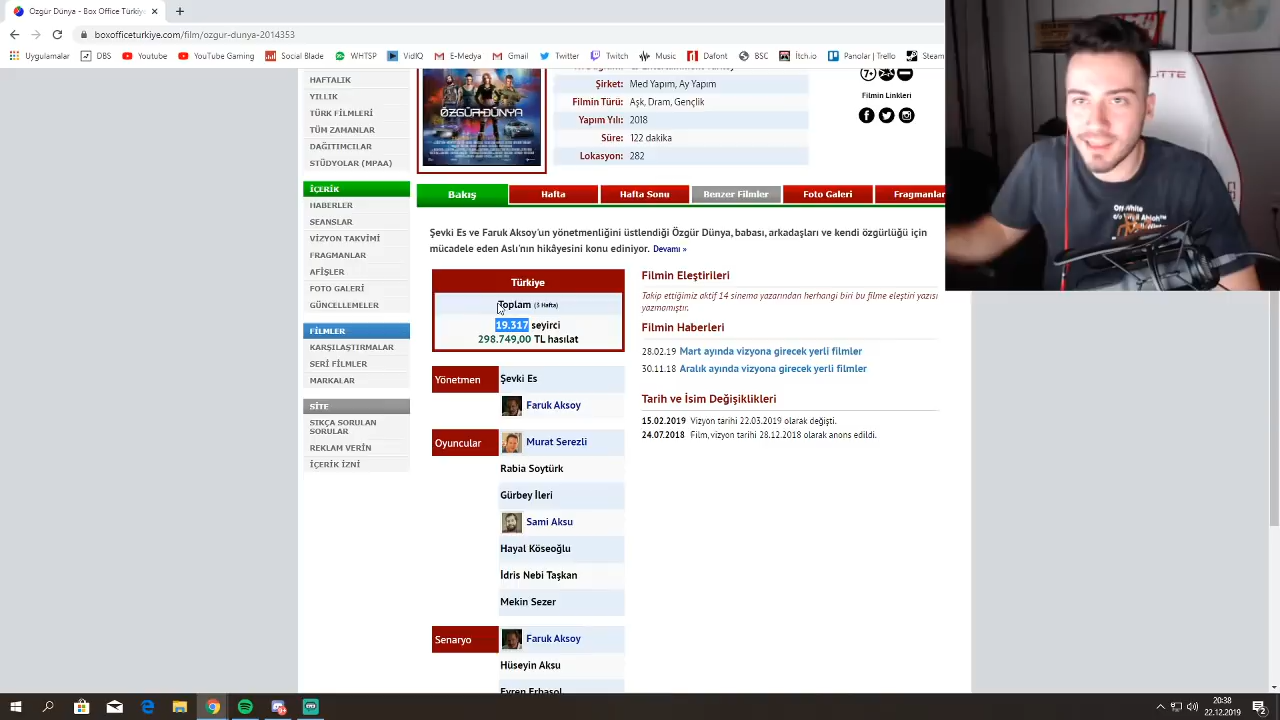 Özgür Dünya - Box Office Türkiye
boxofficeturkiye.com/film/ozgur-dunya-2014353
Uygulamalar
DBS
Youtube
YouTube Gaming
Social Blade
WHTSP
VidIQ
E-Medya
Gmail
Twitter
Twitch
Music
Dafont
BSC
Itch.io
Panolar | Trello
Steam
HAFTALIK
YILLIK
TÜRK FİLMLERİ
TÜM ZAMANLAR
DAĞITIMCILAR
STÜDYOLAR (MPAA)
İÇERİK
HABERLER
SEANSLAR
VİZYON TAKVİMİ
FRAGMANLAR
AFİŞLER
FOTO GALERİ
GÜNCELLEMELER
FİLMLER
KARŞILAŞTIRMALAR
SERİ FİLMLER
MARKALAR
SİTE
SIKÇA SORULAN
SORULAR
REKLAM VERİN
İÇERİK İZNİ
ÖZGÜR DÜNYA
Şirket: Med Yapım, Ay Yapım
Filmin Türü: Aşk, Dram, Gençlik
Yapım Yılı: 2018
Süre: 122 dakika
Lokasyon: 282
7+
Filmin Linkleri
Bakış
Hafta
Hafta Sonu
Benzer Filmler
Foto Galeri
Fragmanlar
Şevki Es ve Faruk Aksoy'un yönetmenliğini üstlendiği Özgür Dünya, babası, arkadaşları ve kendi özgürlüğü için
mücadele eden Aslı'nın hikâyesini konu ediniyor. Devamı »
Türkiye
Toplam
19.317 seyirci
298.749,00 TL hasılat
Yönetmen
Şevki Es
Faruk Aksoy
Oyuncular
Murat Serezli
Rabia Soytürk
Gürbey İleri
Sami Aksu
Hayal Köseoğlu
İdris Nebi Taşkan
Mekin Sezer
Senaryo
Faruk Aksoy
Hüseyin Aksu
Filmin Eleştirileri
Takip ettiğimiz aktif 14 sinema yazarından herhangi biri bu filme eleştiri yazısı
yazmamıştır.
Filmin Haberleri
28.02.19 Mart ayında vizyona girecek yerli filmler
30.11.18 Aralık ayında vizyona girecek yerli filmler
Tarih ve İsim Değişiklikleri
15.02.2019 Vizyon tarihi 22.03.2019 olarak değişti.
24.07.2018 Film, vizyon tarihi 28.12.2018 olarak anons edildi.
Off-White
20:38
22.12.2019